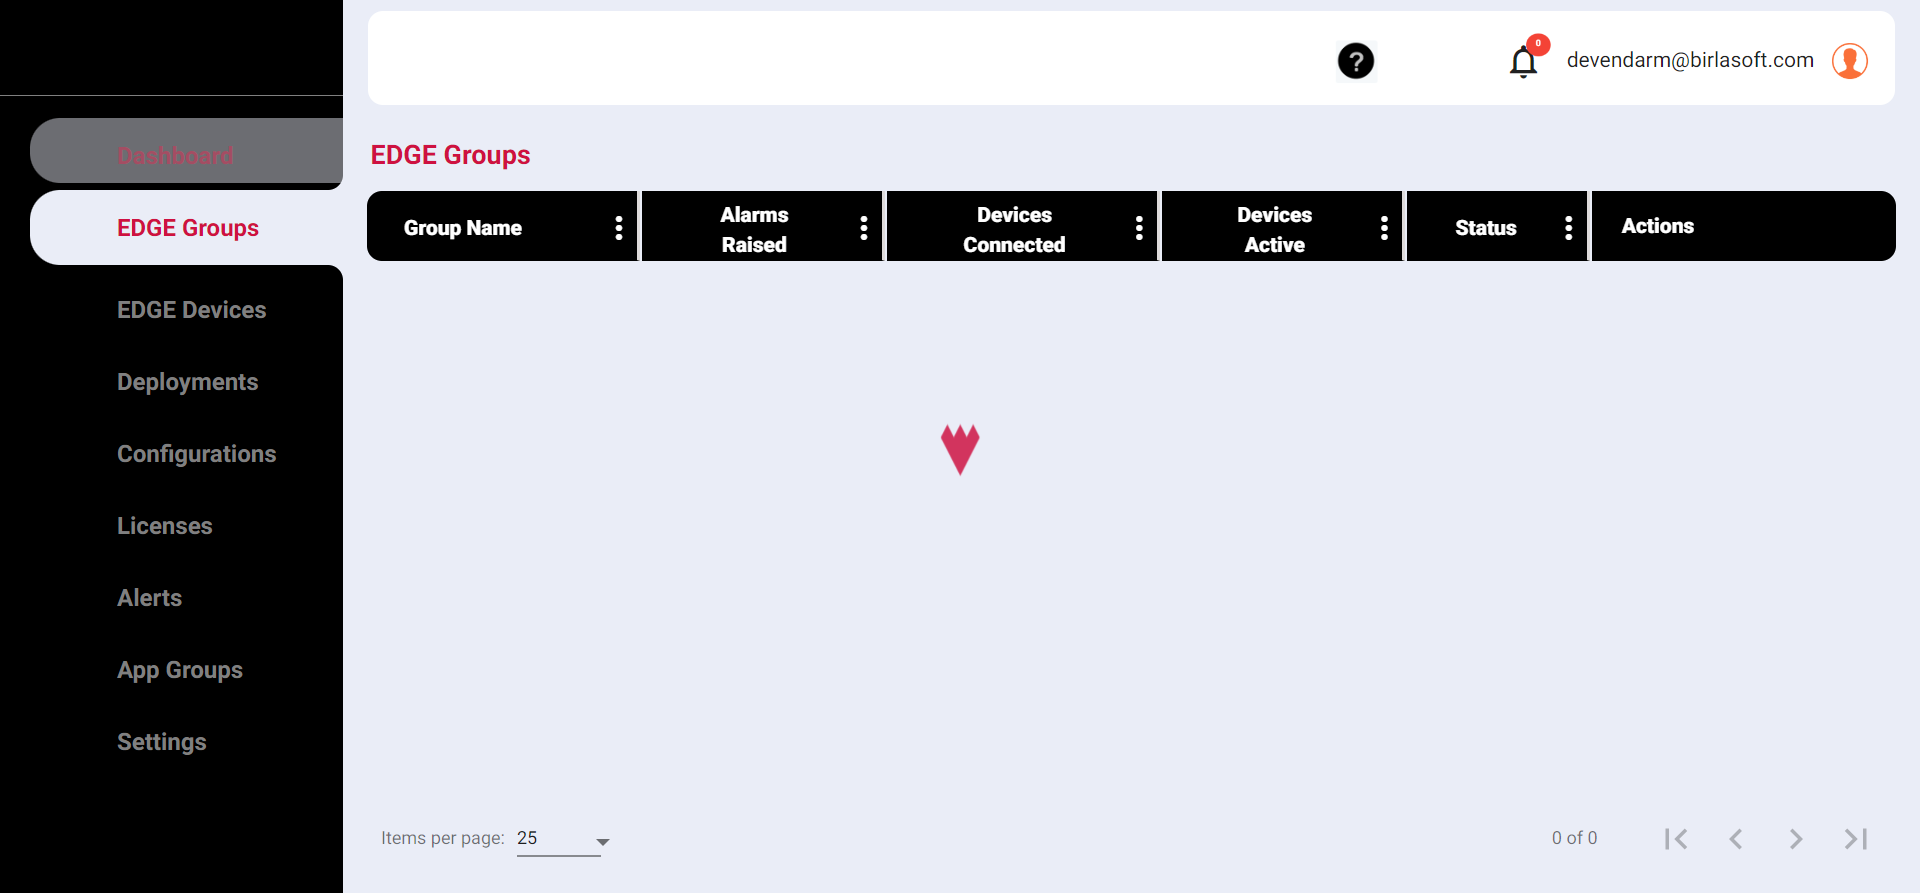 ?
0
devendarm@birlasoft.com
Dashboard
EDGE Groups
EDGE Devices
Deployments
Configurations
Licenses
Alerts
App Groups
Settings
EDGE Groups
Group Name
Alarms
Raised
Devices
Connected
Devices
Active
Status
Actions
Items per page: 25
0 of 0